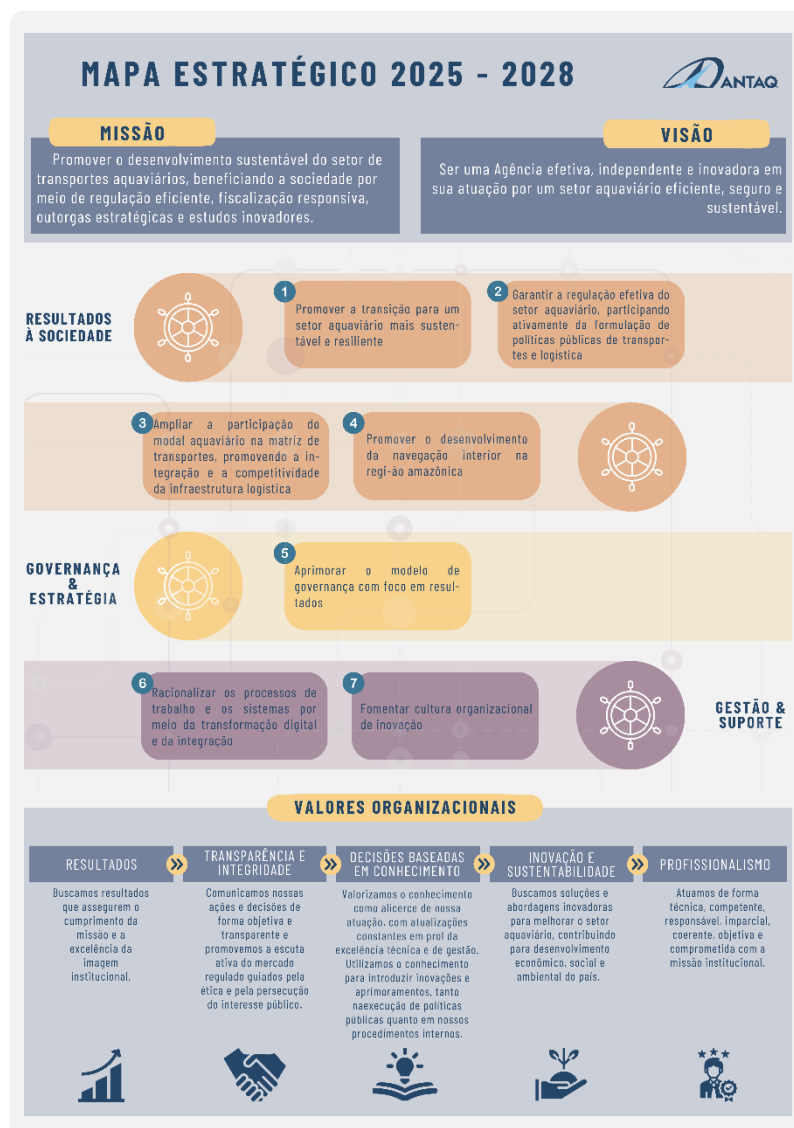 MAPA ESTRATÉGICO 2025 - 2028
ANTAQ
MISSÃO
Promover o desenvolvimento sustentável do setor de
transportes aquaviários, beneficiando a sociedade por
meio de regulação eficiente, fiscalização responsiva,
outorgas estratégicas e estudos inovadores.
VISÃO
Ser uma Agência efetiva, independente e inovadora em
sua atuação por um setor aquaviário eficiente, seguro e
sustentável.
RESULTADOS
À SOCIEDADE
1
Promover a transição para um
setor aquaviário mais susten-
tável e resiliente
2
Garantir a regulação efetiva do
setor aquaviário, participando
ativamente da formulação de
políticas públicas de transpor-
tes e logística
3
Ampliar a participação do
modal aquaviário na matriz de
transportes, promovendo a in-
tegração e a competitividade
da infraestrutura logística
4
Promover o desenvolvimento
da navegação interior na
regi-ão amazônica
GOVERNANÇA
&
ESTRATÉGIA
5
Aprimorar o modelo de
governança com foco em resul-
tados
6
Racionalizar os processos de
trabalho e os sistemas por
meio da transformação digital
e da integração
7
Fomentar cultura organizacional
de inovação
GESTÃO &
SUPORTE
VALORES ORGANIZACIONAIS
RESULTADOS
Buscamos resultados
que assegurem o
cumprimento da
missão e a
excelência da
imagem
institucional.
TRANSPARÊNCIA E
INTEGRIDADE
Comunicamos nossas
ações e decisões de
forma objetiva e
transparente e
promovemos a escuta
ativa do mercado
regulado guiados pela
ética e pela persecução
do interesse público.
DECISÕES BASEADAS
EM CONHECIMENTO
Valorizamos o conhecimento
como alicerce de nossa
atuação, com atualizações
constantes em prol da
excelência técnica e de gestão.
Utilizamos o conhecimento
para introduzir inovações e
aprimoramentos, tanto
naexecução de políticas
públicas quanto em nossos
procedimentos internos.
INOVAÇÃO E
SUSTENTABILIDADE
Buscamos soluções e
abordagens inovadoras
para melhorar o setor
aquaviário, contribuindo
para desenvolvimento
econômico, social e
ambiental do país.
PROFISSIONALISMO
Atuamos de forma
técnica, competente,
responsável, imparcial,
coerente, objetiva e
comprometida com a
missão institucional.